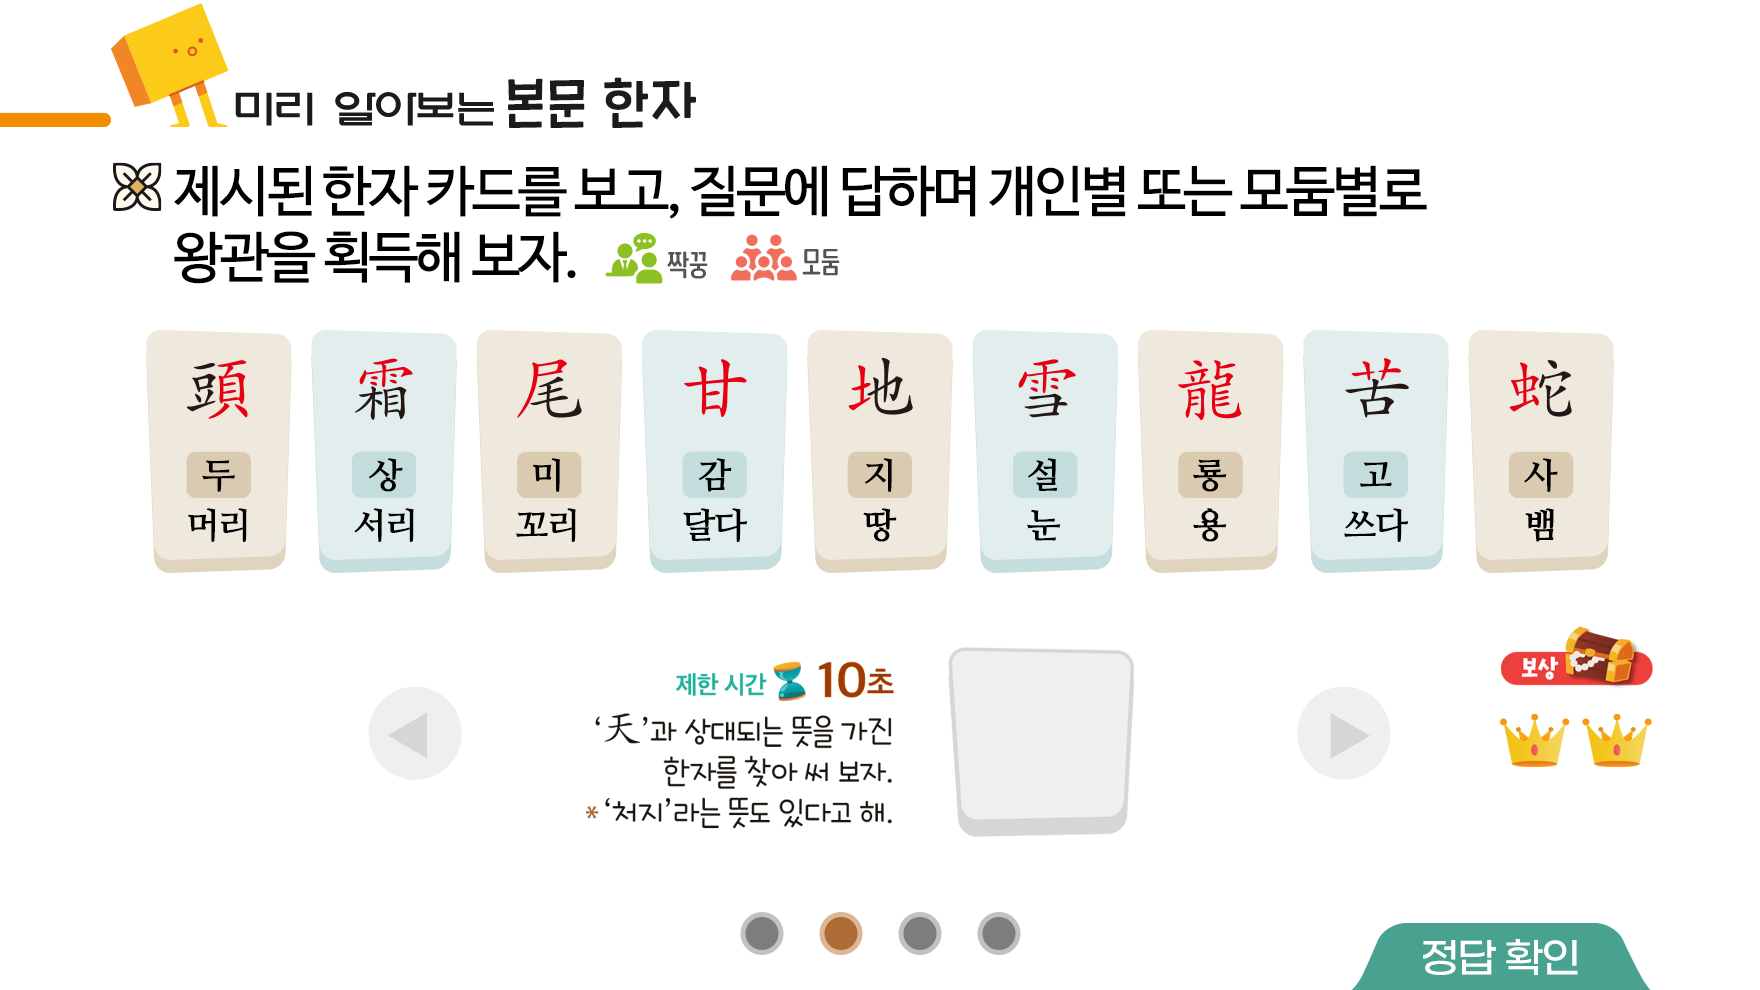 미리 알아보는 본문 한자
제시된 한자 카드를 보고, 질문에 답하며 개인별 또는 모둠별로
왕관을 획득해 보자. 짝꿍 모둠
頭 霜 尾 甘 地 雪 龍 苦 蛇
두 상 미 감 지 설 룡 고 사
머리 서리 꼬리 달다 땅 눈 용 쓰다 뱀
제한 시간 10초
‘天’과 상대되는 뜻을 가진
한자를 찾아 써 보자.
*‘처지’라는 뜻도 있다고 해.
보상
정답 확인